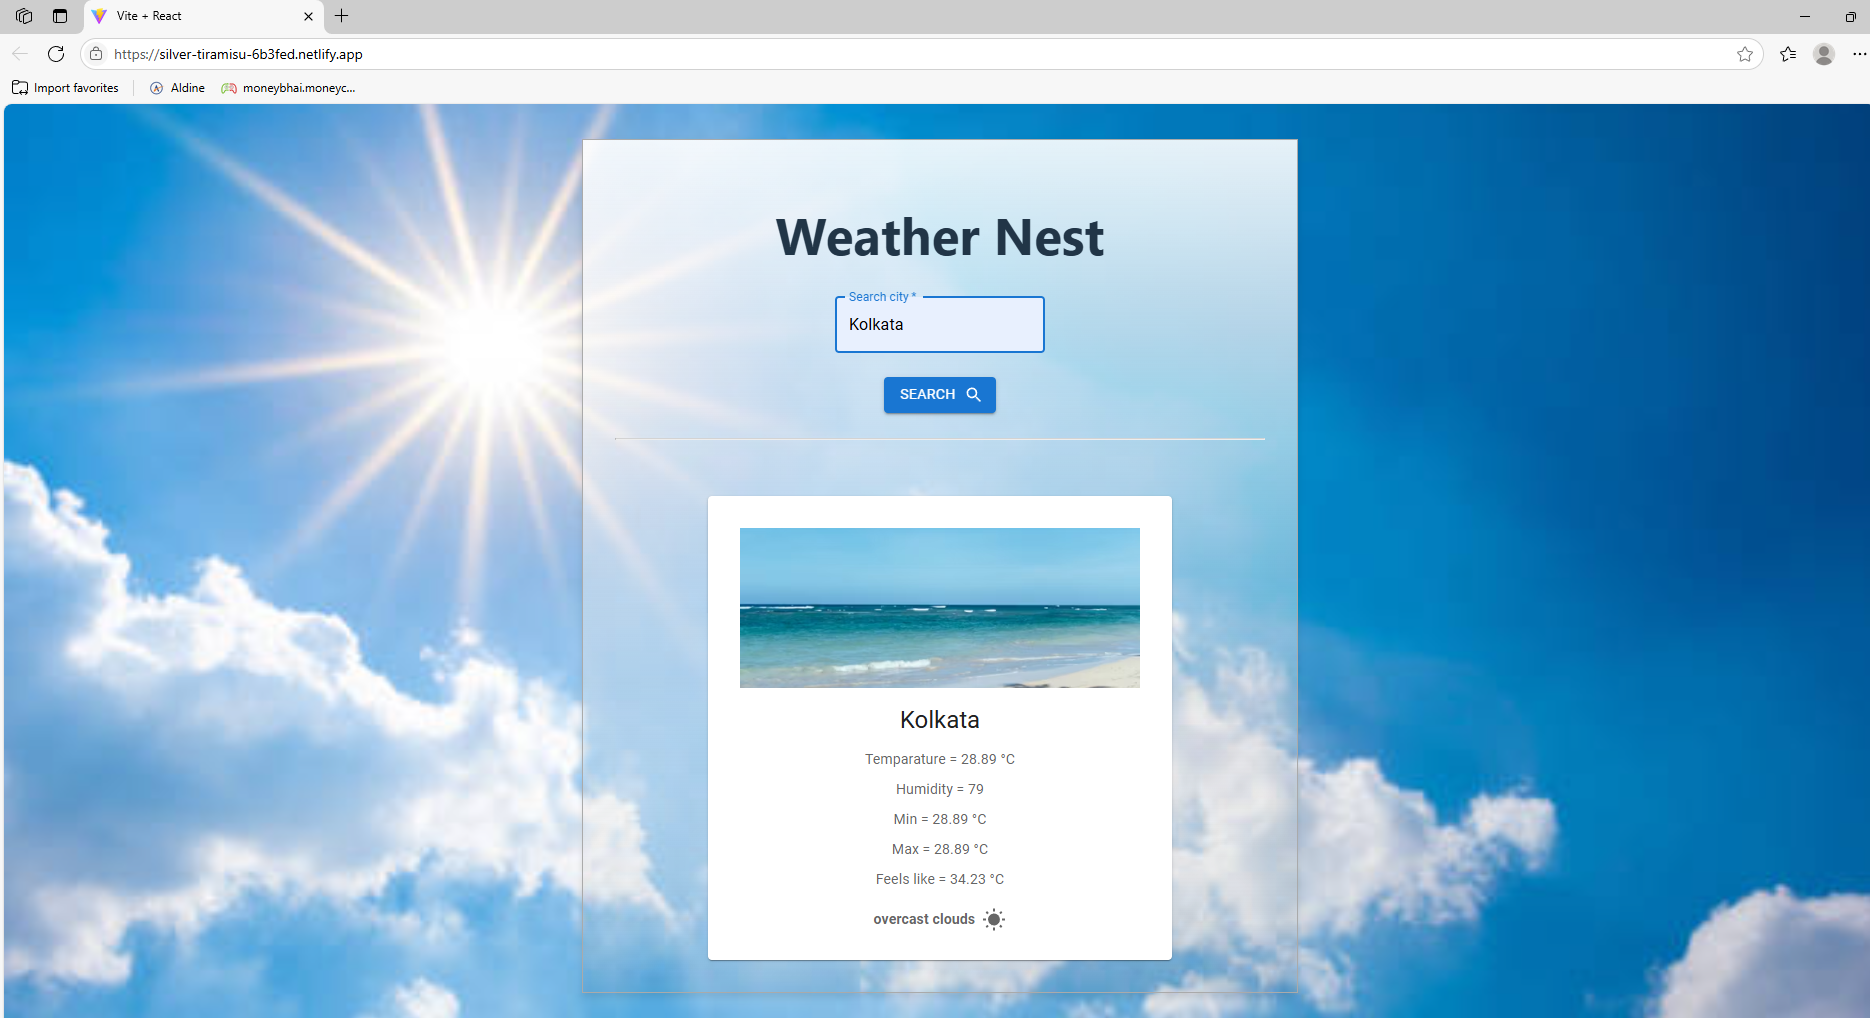 Vite + React
https://silver-tiramisu-6b3fed.netlify.app
Import favorites
Aldine
moneybhai.moneyc...
Weather Nest
Search city *
Kolkata
SEARCH
Kolkata
Temparature = 28.89 °C
Humidity = 79
Min = 28.89 °C
Max = 28.89 °C
Feels like = 34.23 °C
overcast clouds